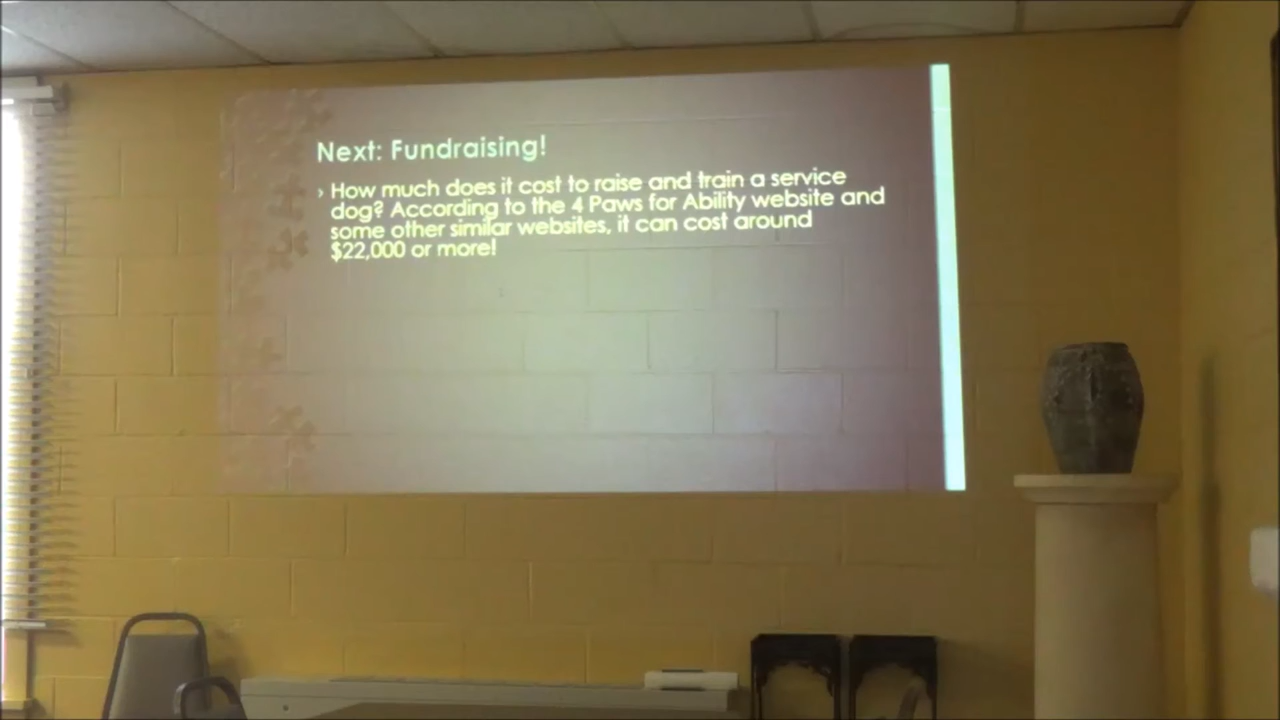 Next: Fundraising!
› How much does it cost to raise and train a service
dog? According to the 4 Paws for Ability website and
some other similar websites, it can cost around
$22,000 or more!